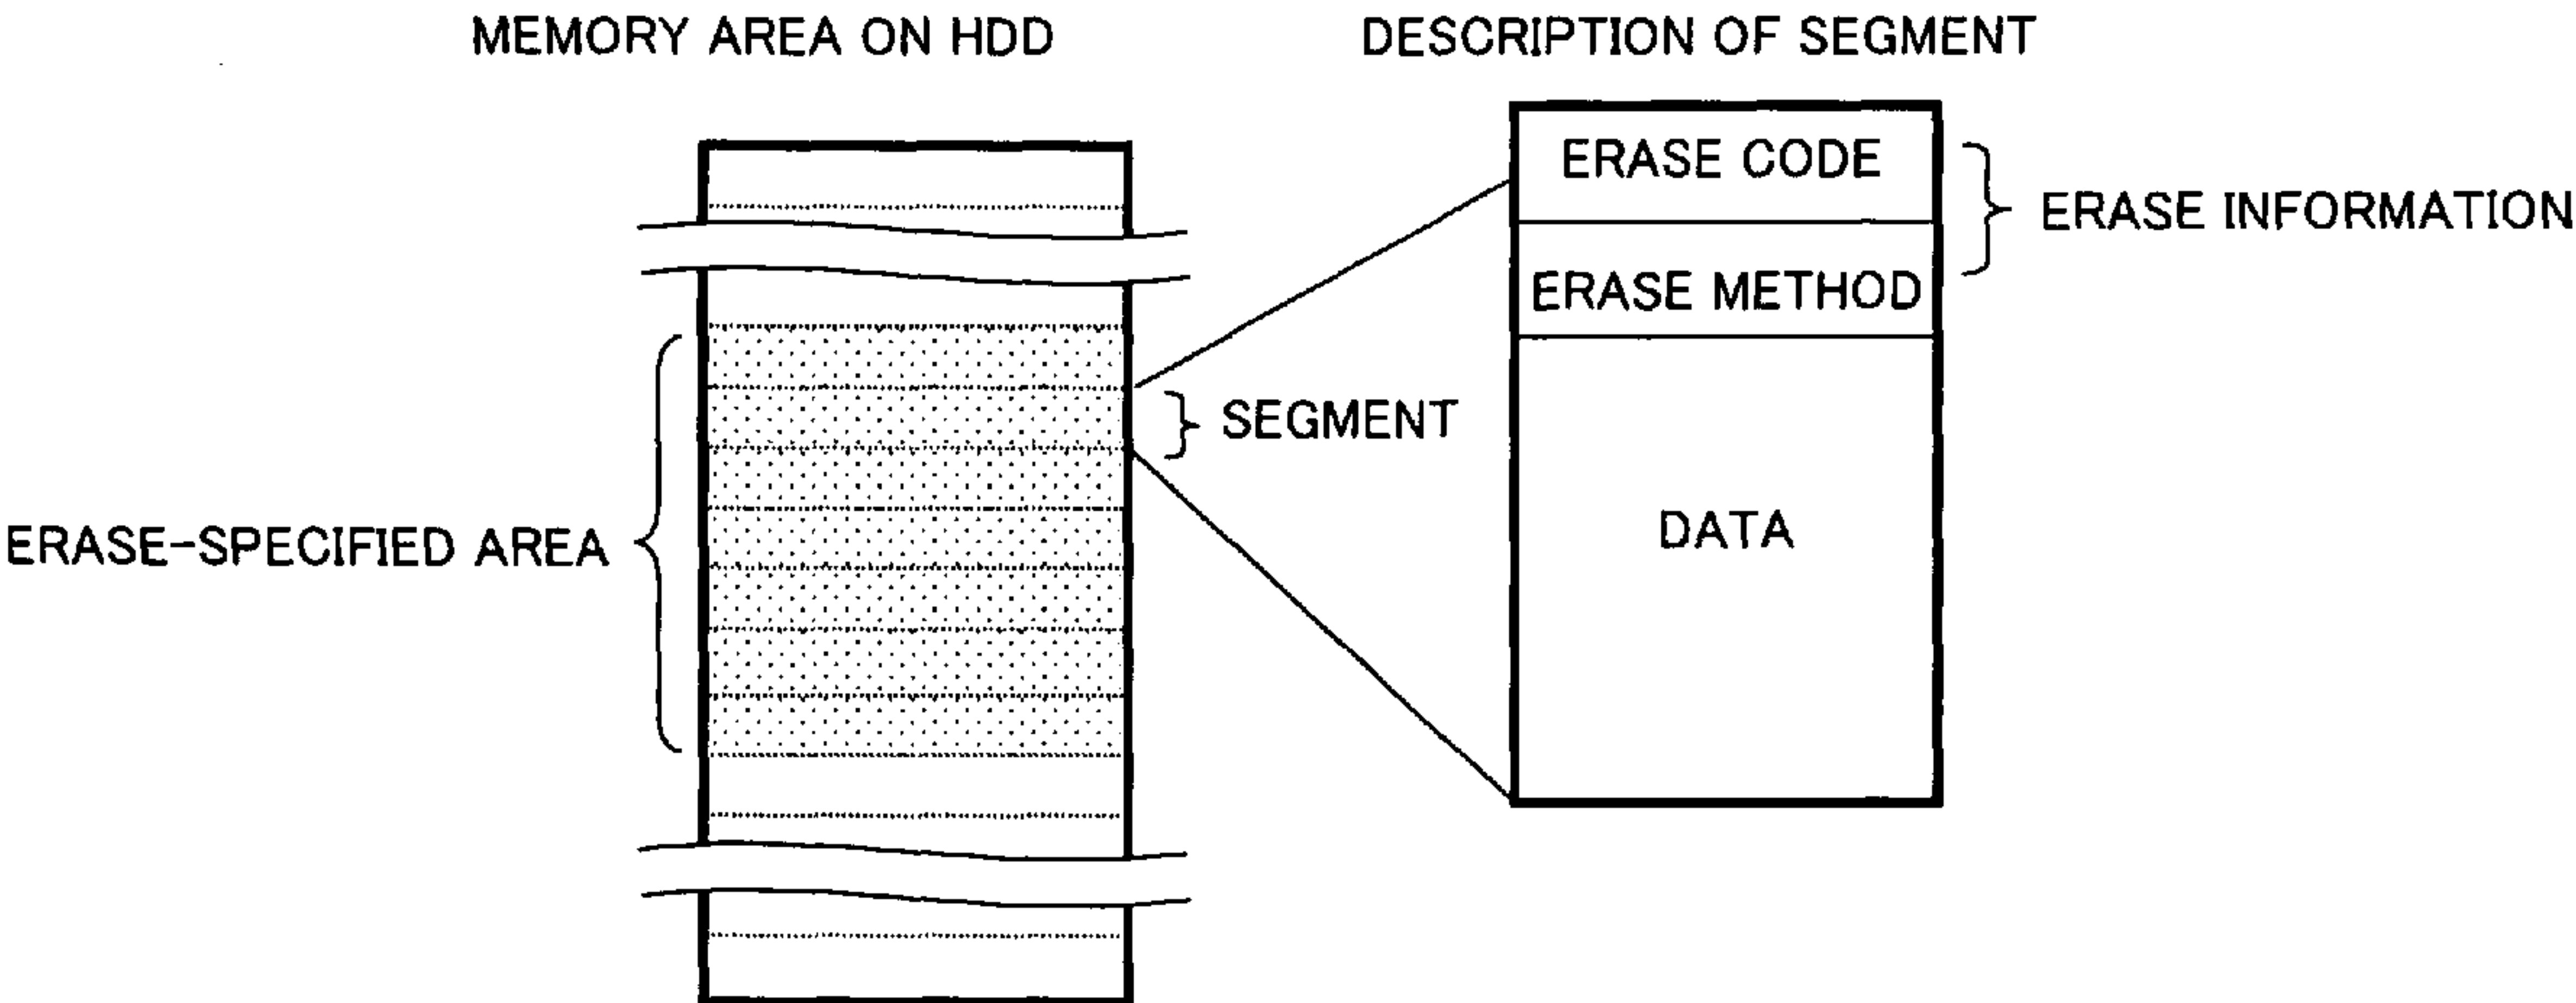 MEMORY AREA ON HDD
DESCRIPTION OF SEGMENT
ERASE CODE
ERASE INFORMATION
ERASE METHOD
SEGMENT
DATA
ERASE-SPECIFIED AREA